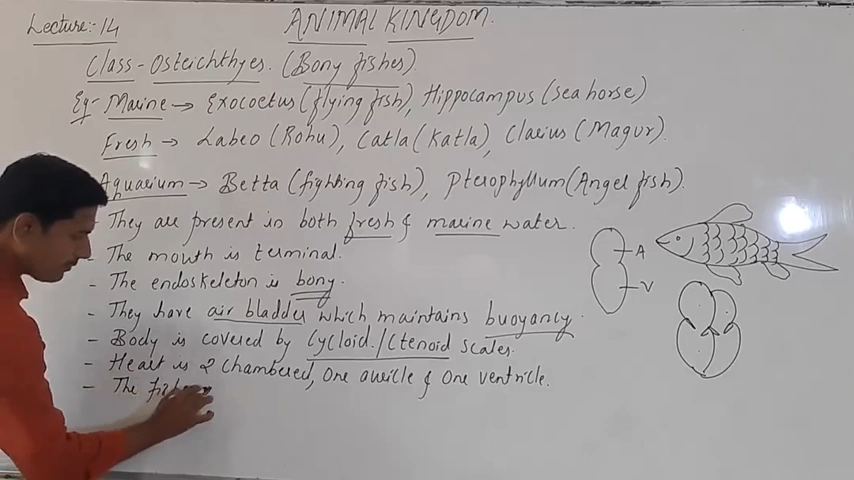 Lecture:- 14
ANIMAL KINGDOM.
Class- Osteichthyes. (Bony fishes).
Eg- Marine → Exocoetus (flying fish), Hippocampus (sea horse)
Fresh → Labeo (Rohu), Catla (Katla), Clarius (Magur).
Aquarium → Betta (fighting fish), Pterophyllum (Angel fish).
- They are present in both fresh & marine water.
- The mouth is terminal.
- The endoskeleton is bony.
- They have air bladder which maintains buoyancy.
- Body is covered by Cycloid/Ctenoid scales.
- Heart is 2 chambered, one auricle & one ventricle.
- The
A
V